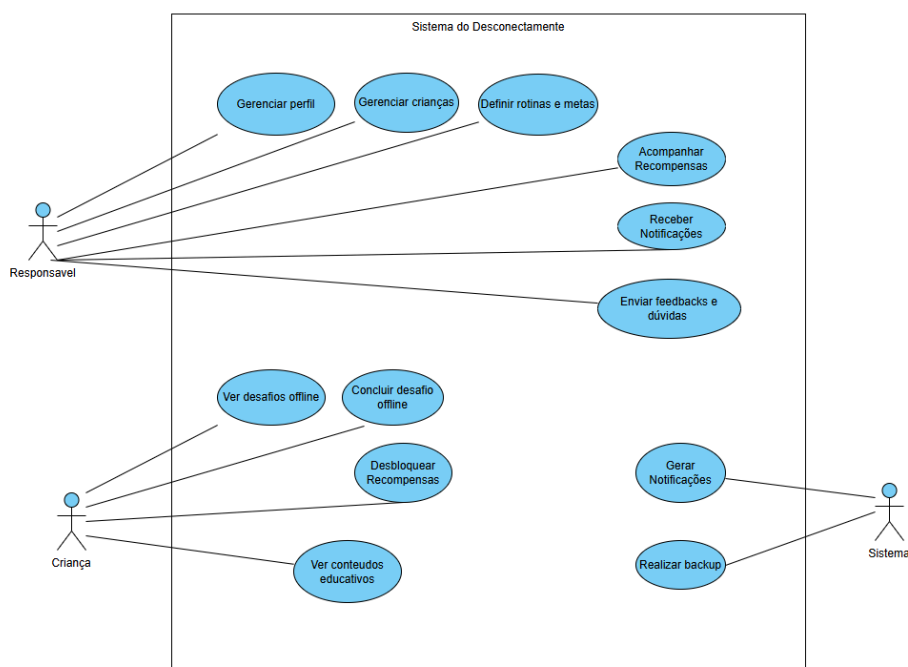 Sistema do Desconectamente
Gerenciar perfil
Gerenciar crianças
Definir rotinas e metas
Acompanhar
Recompensas
Receber
Notificações
Responsavel
Enviar feedbacks e
dúvidas
Ver desafios offline
Concluir desafio
offline
Desbloquear
Recompensas
Gerar
Notificações
Criança
Sistema
Ver conteudos
educativos
Realizar backup